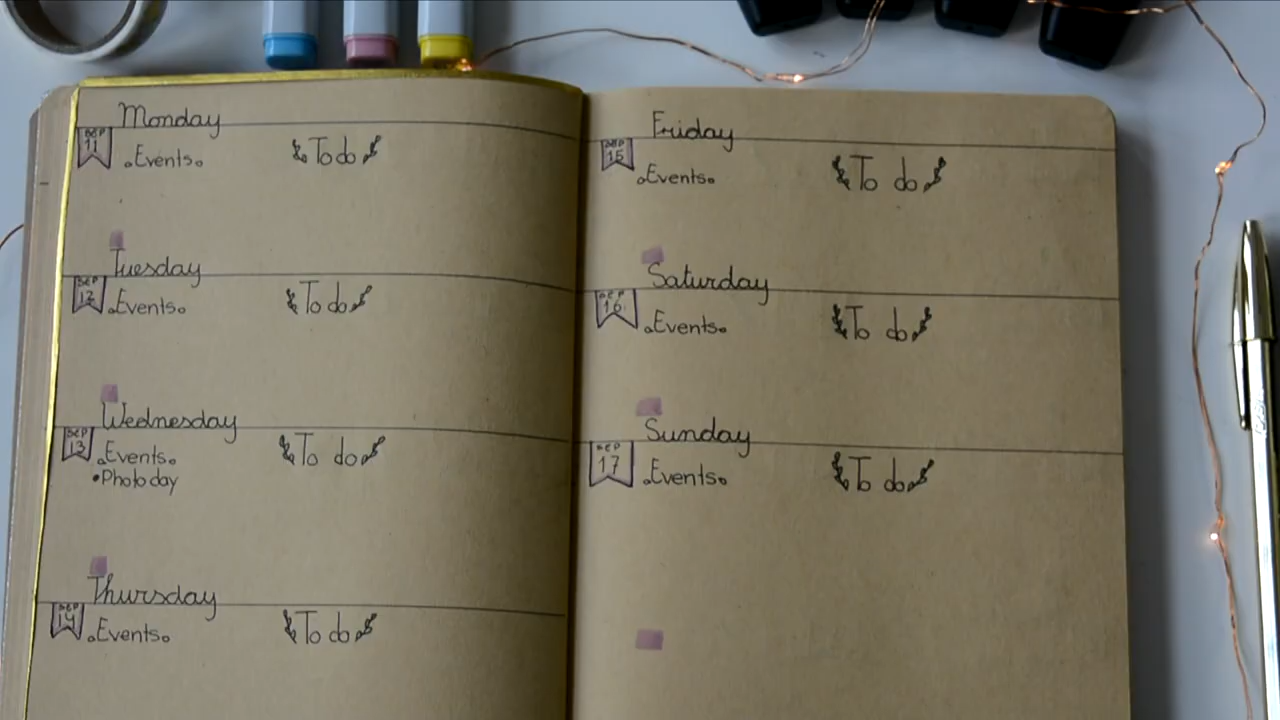 Monday
SEP
11
Events
To do
Tuesday
SEP
12
Events
To do
Wednesday
SEP
13
Events
To do
•Photo day
Thursday
SEP
14
Events
To do
Friday
SEP
15
Events
To do
Saturday
SEP
16
Events
To do
Sunday
SEP
17
Events
To do